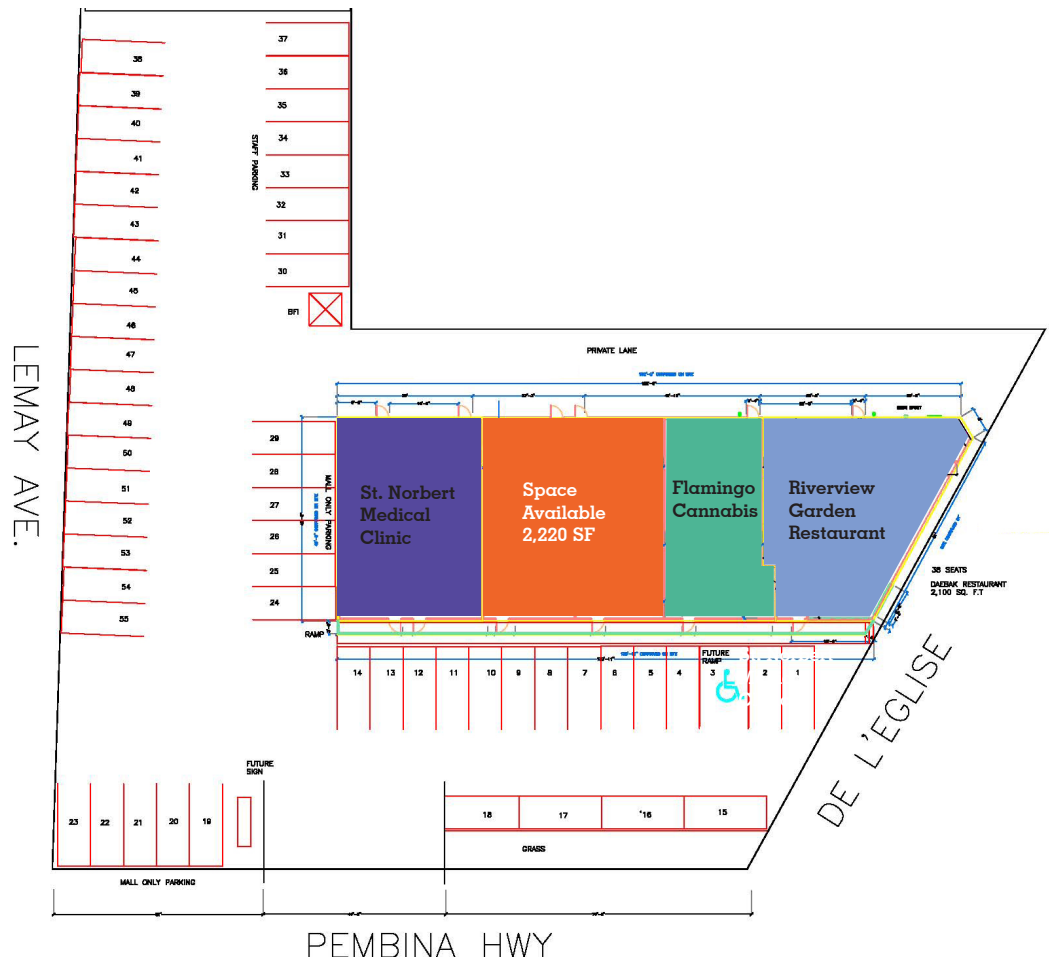 37
36
35
34
33
32
31
30
STAFF PARKING
BFI
38
39
40
41
42
43
44
45
46
47
48
49
50
51
52
53
54
55
LEMAY AVE.
PRIVATE LANE
29
28
27
26
25
24
MALL ONLY PARKING
St. Norbert
Medical
Clinic
Space
Available
2,220 SF
Flamingo
Cannabis
Riverview
Garden
Restaurant
38 SEATS
DAEBAK RESTAURANT
2,100 SQ. F.T
RAMP
FUTURE
RAMP
14
13
12
11
10
9
8
7
6
5
4
3
2
1
DE L'EGLISE
FUTURE
SIGN
23
22
21
20
19
18
17
*16
15
GRASS
MALL ONLY PARKING
PEMBINA HWY